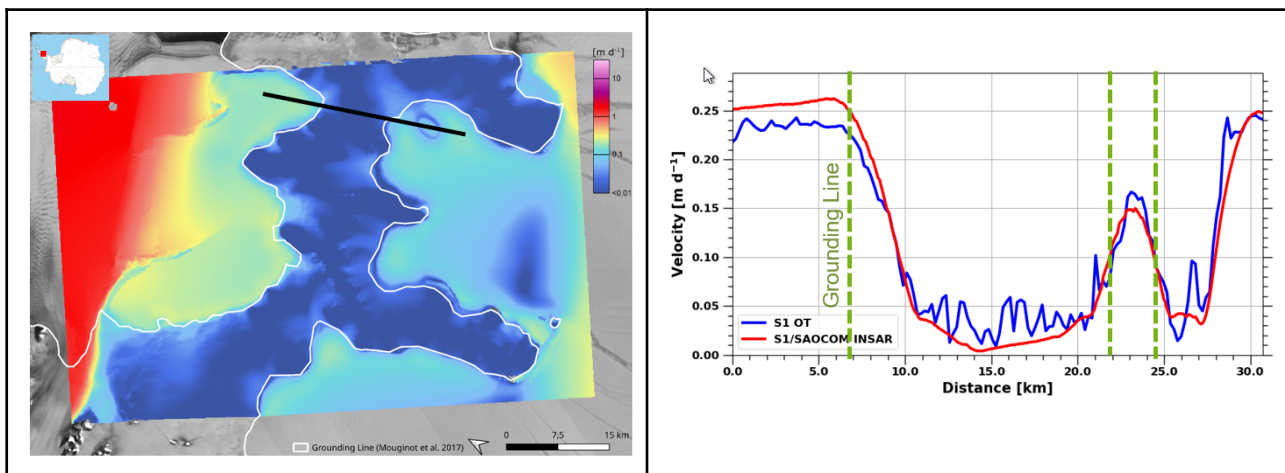 [m d⁻¹]
10
1
0.1
<0.01
Grounding Line (Mouginot et al. 2017)
0 7,5 15 km
0.25
0.20
0.15
0.10
0.05
0.00
Velocity [m d⁻¹]
Grounding Line
S1 OT
S1/SAOCOM INSAR
0.0 5.0 10.0 15.0 20.0 25.0 30.0
Distance [km]